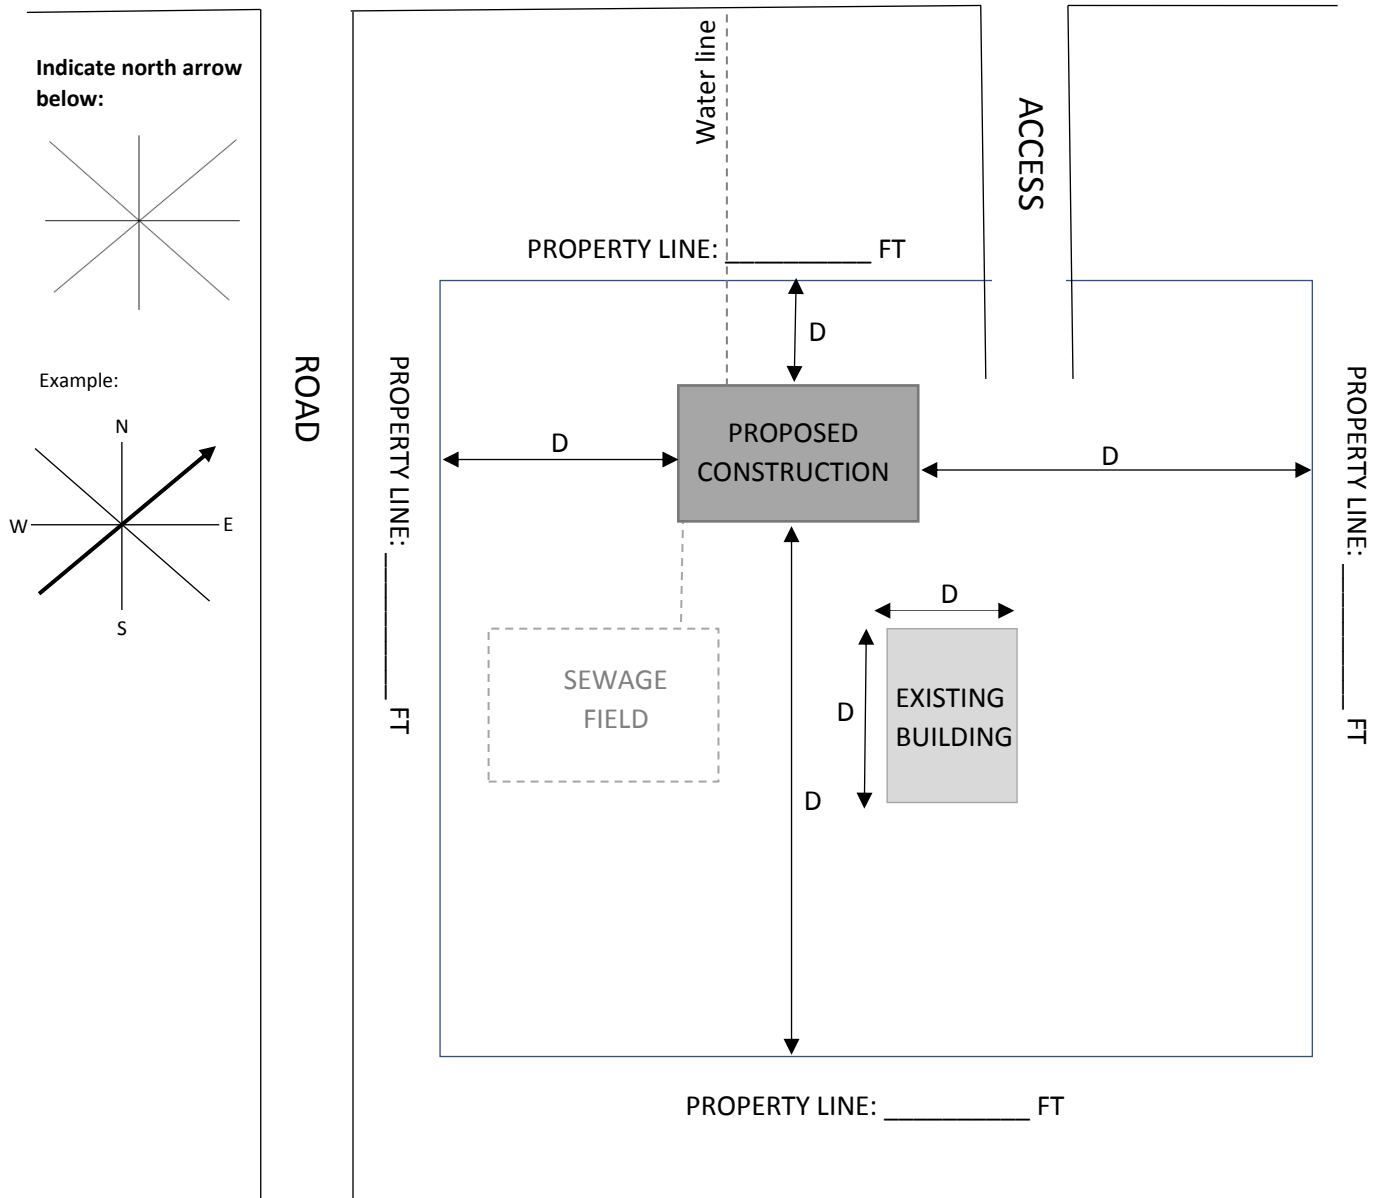 Indicate north arrow
below:
Example:
N
W
E
S
ROAD
Water line
ACCESS
PROPERTY LINE: __________ FT
D
PROPERTY LINE: __________ FT
D
PROPOSED
CONSTRUCTION
D
PROPERTY LINE: __________ FT
D
SEWAGE
FIELD
D
EXISTING
BUILDING
D
PROPERTY LINE: __________ FT